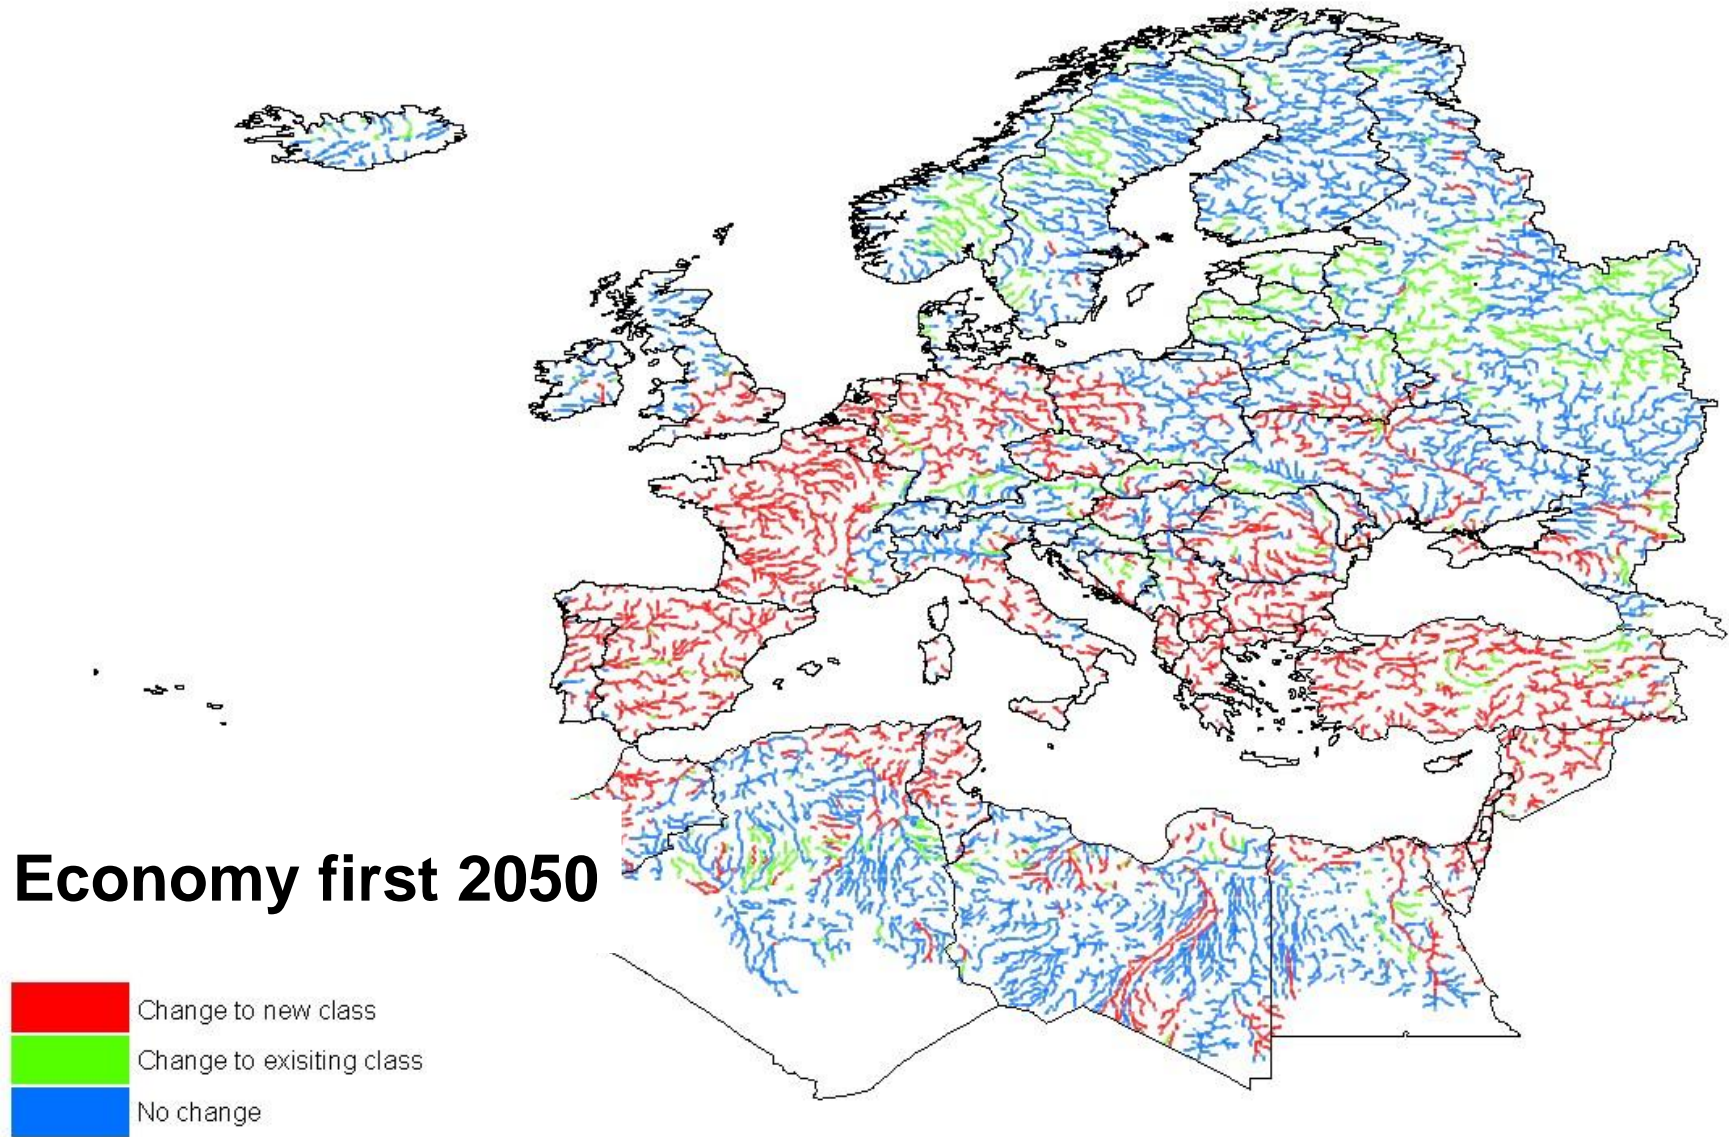 Economy first 2050
Change to new class
Change to exisiting class
No change